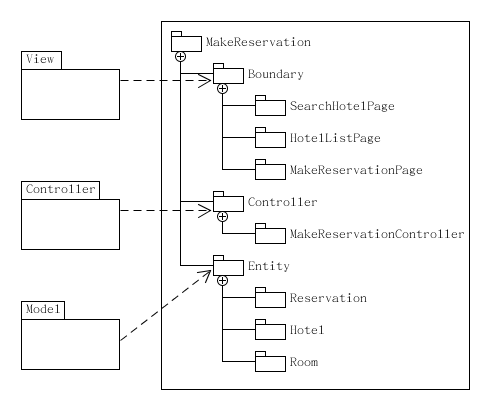 MakeReservation
View
Boundary
SearchHotelPage
HotelListPage
MakeReservationPage
Controller
Controller
MakeReservationController
Entity
Reservation
Model
Hotel
Room